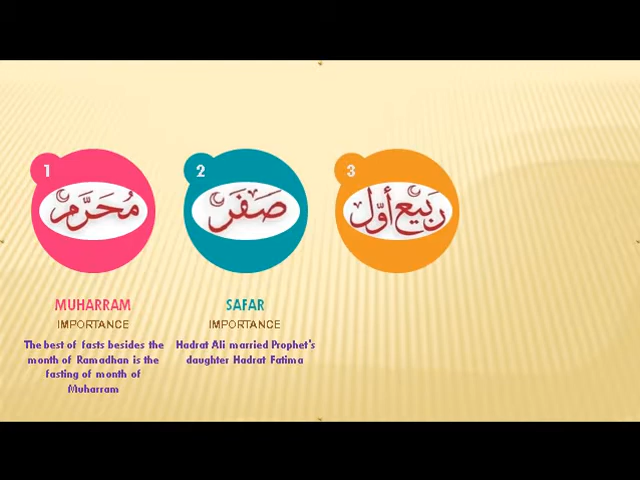 1
مُحَرَّم
MUHARRAM
IMPORTANCE
The best of fasts besides the
month of Ramadhan is the
fasting of month of
Muharram
2
صَفَر
SAFAR
IMPORTANCE
Hadrat Ali married Prophet's
daughter Hadrat Fatima
3
رَبيع أوّل